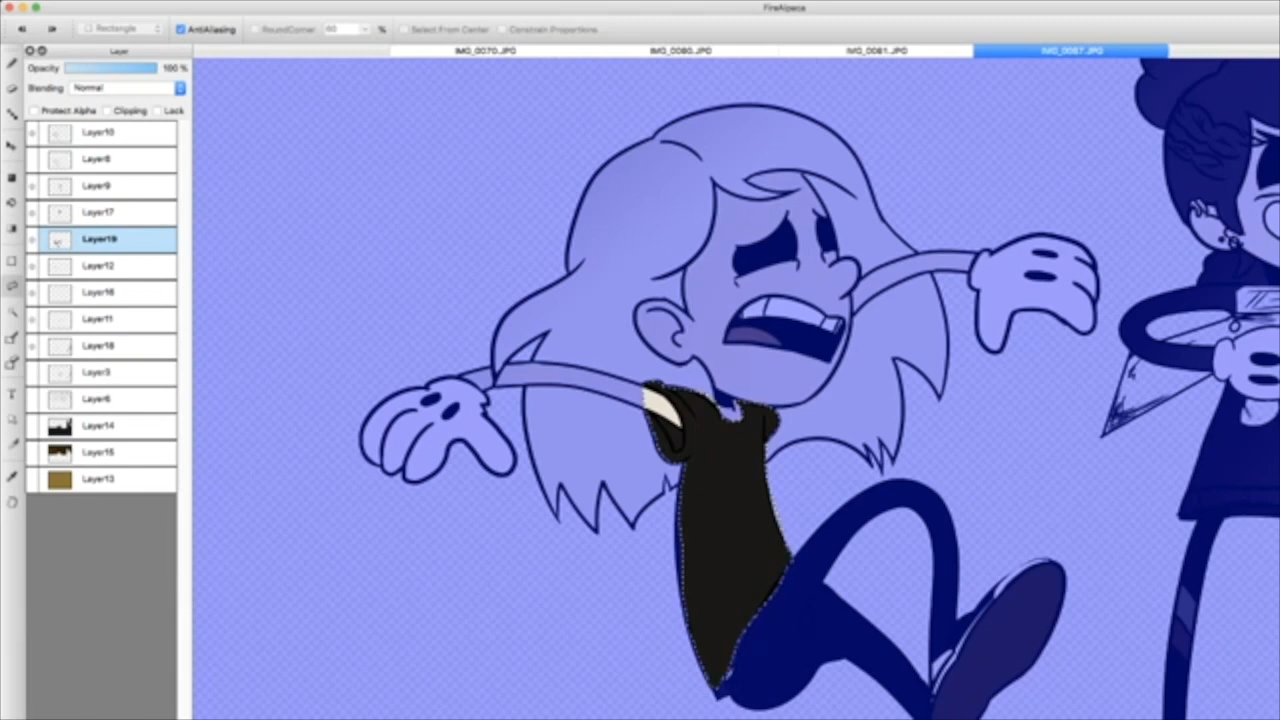 FireAlpaca
Rectangle AntiAliasing RoundCorner 60 % Select From Center Constrain Proportions
Layer
IMG_0070.JPG IMG_0080.JPG IMG_0081.JPG IMG_0087.JPG
Opacity 100 %
Blending Normal
Protect Alpha Clipping Lock
Layer10
Layer8
Layer9
Layer17
Layer19
Layer12
Layer16
Layer11
Layer18
Layer3
Layer6
Layer14
Layer15
Layer13